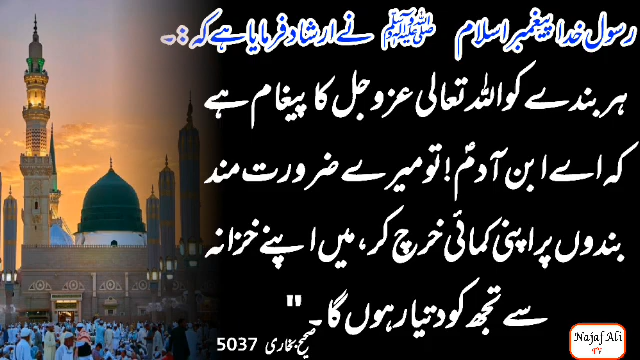 رسول خدا پیغمبر اسلام ﷺ نے ارشاد فرمایا ہے کہ :۔
ہر بندے کو اللہ تعالی عزوجل کا پیغام ہے
کہ اے ابن آدمؑ ! تو میرے ضرورت مند
بندوں پر اپنی کمائی خرچ کر، میں اپنے خزانہ
سے تجھ کو دیتا رہوں گا۔"
صحیح بخاری 5037
Najaf Ali